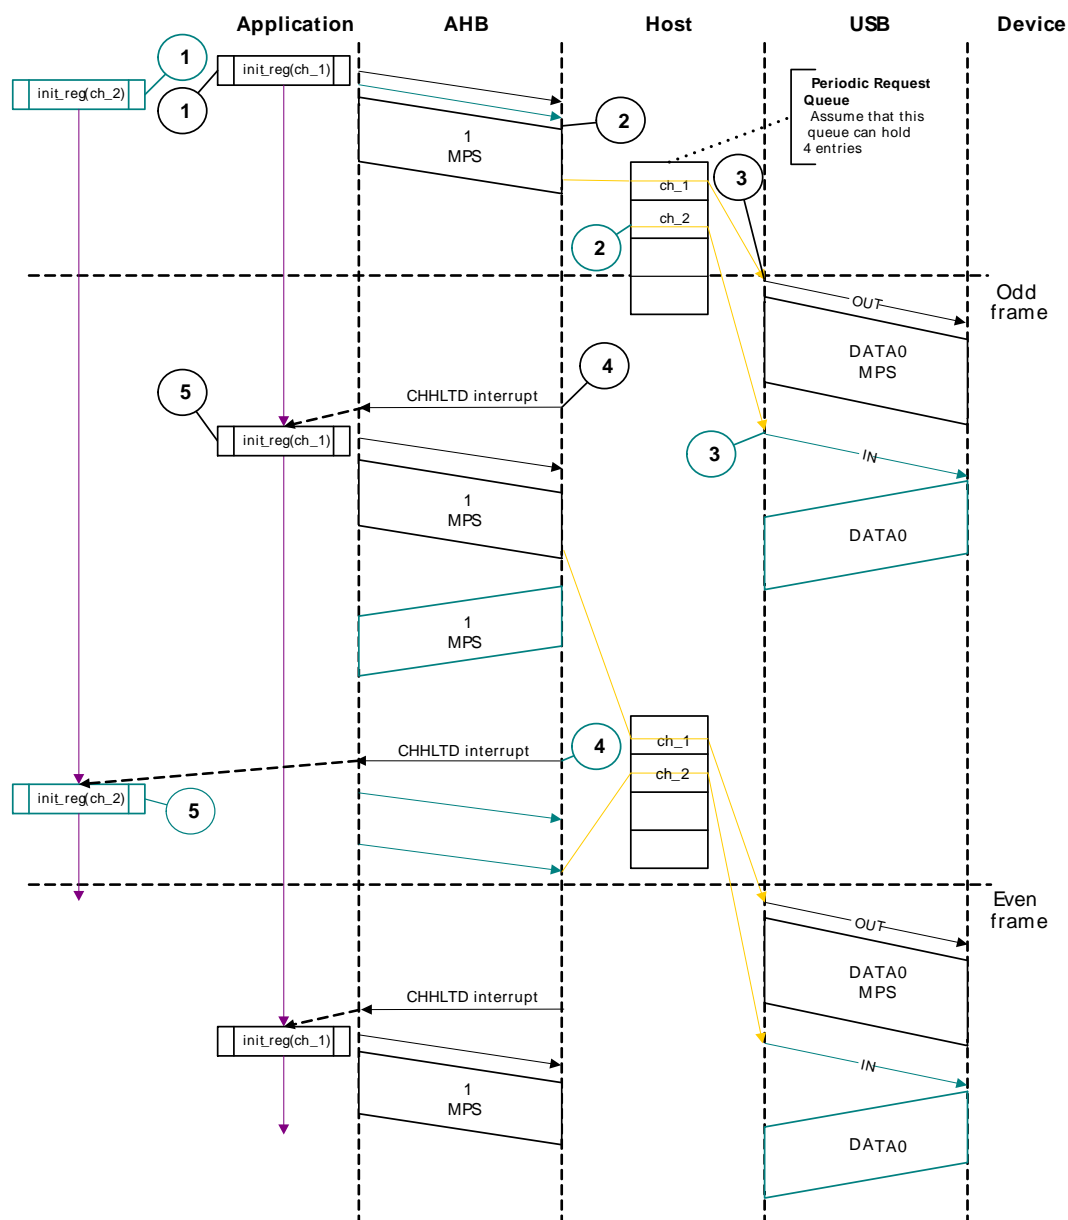 Application
AHB
Host
USB
Device
1
init_reg(ch_1)
init_reg(ch_2)
1
2
1
MPS
Periodic Request
Queue
Assume that this
queue can hold
4 entries
3
ch_1
ch_2
2
Odd
frame
OUT
DATA0
MPS
4
5
CHHLTD interrupt
init_reg(ch_1)
3
IN
1
MPS
DATA0
1
MPS
4
CHHLTD interrupt
ch_1
ch_2
init_reg(ch_2)
5
Even
frame
OUT
DATA0
MPS
CHHLTD interrupt
init_reg(ch_1)
IN
1
MPS
DATA0